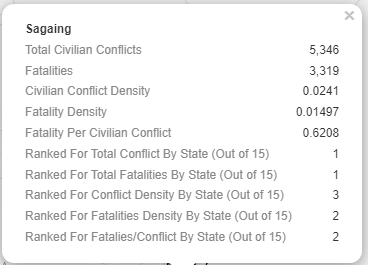 Sagaing
Total Civilian Conflicts 5,346
Fatalities 3,319
Civilian Conflict Density 0.0241
Fatality Density 0.01497
Fatality Per Civilian Conflict 0.6208
Ranked For Total Conflict By State (Out of 15) 1
Ranked For Total Fatalities By State (Out of 15) 1
Ranked For Conflict Density By State (Out of 15) 3
Ranked For Fatalities Density By State (Out of 15) 2
Ranked For Fatalies/Conflict By State (Out of 15) 2